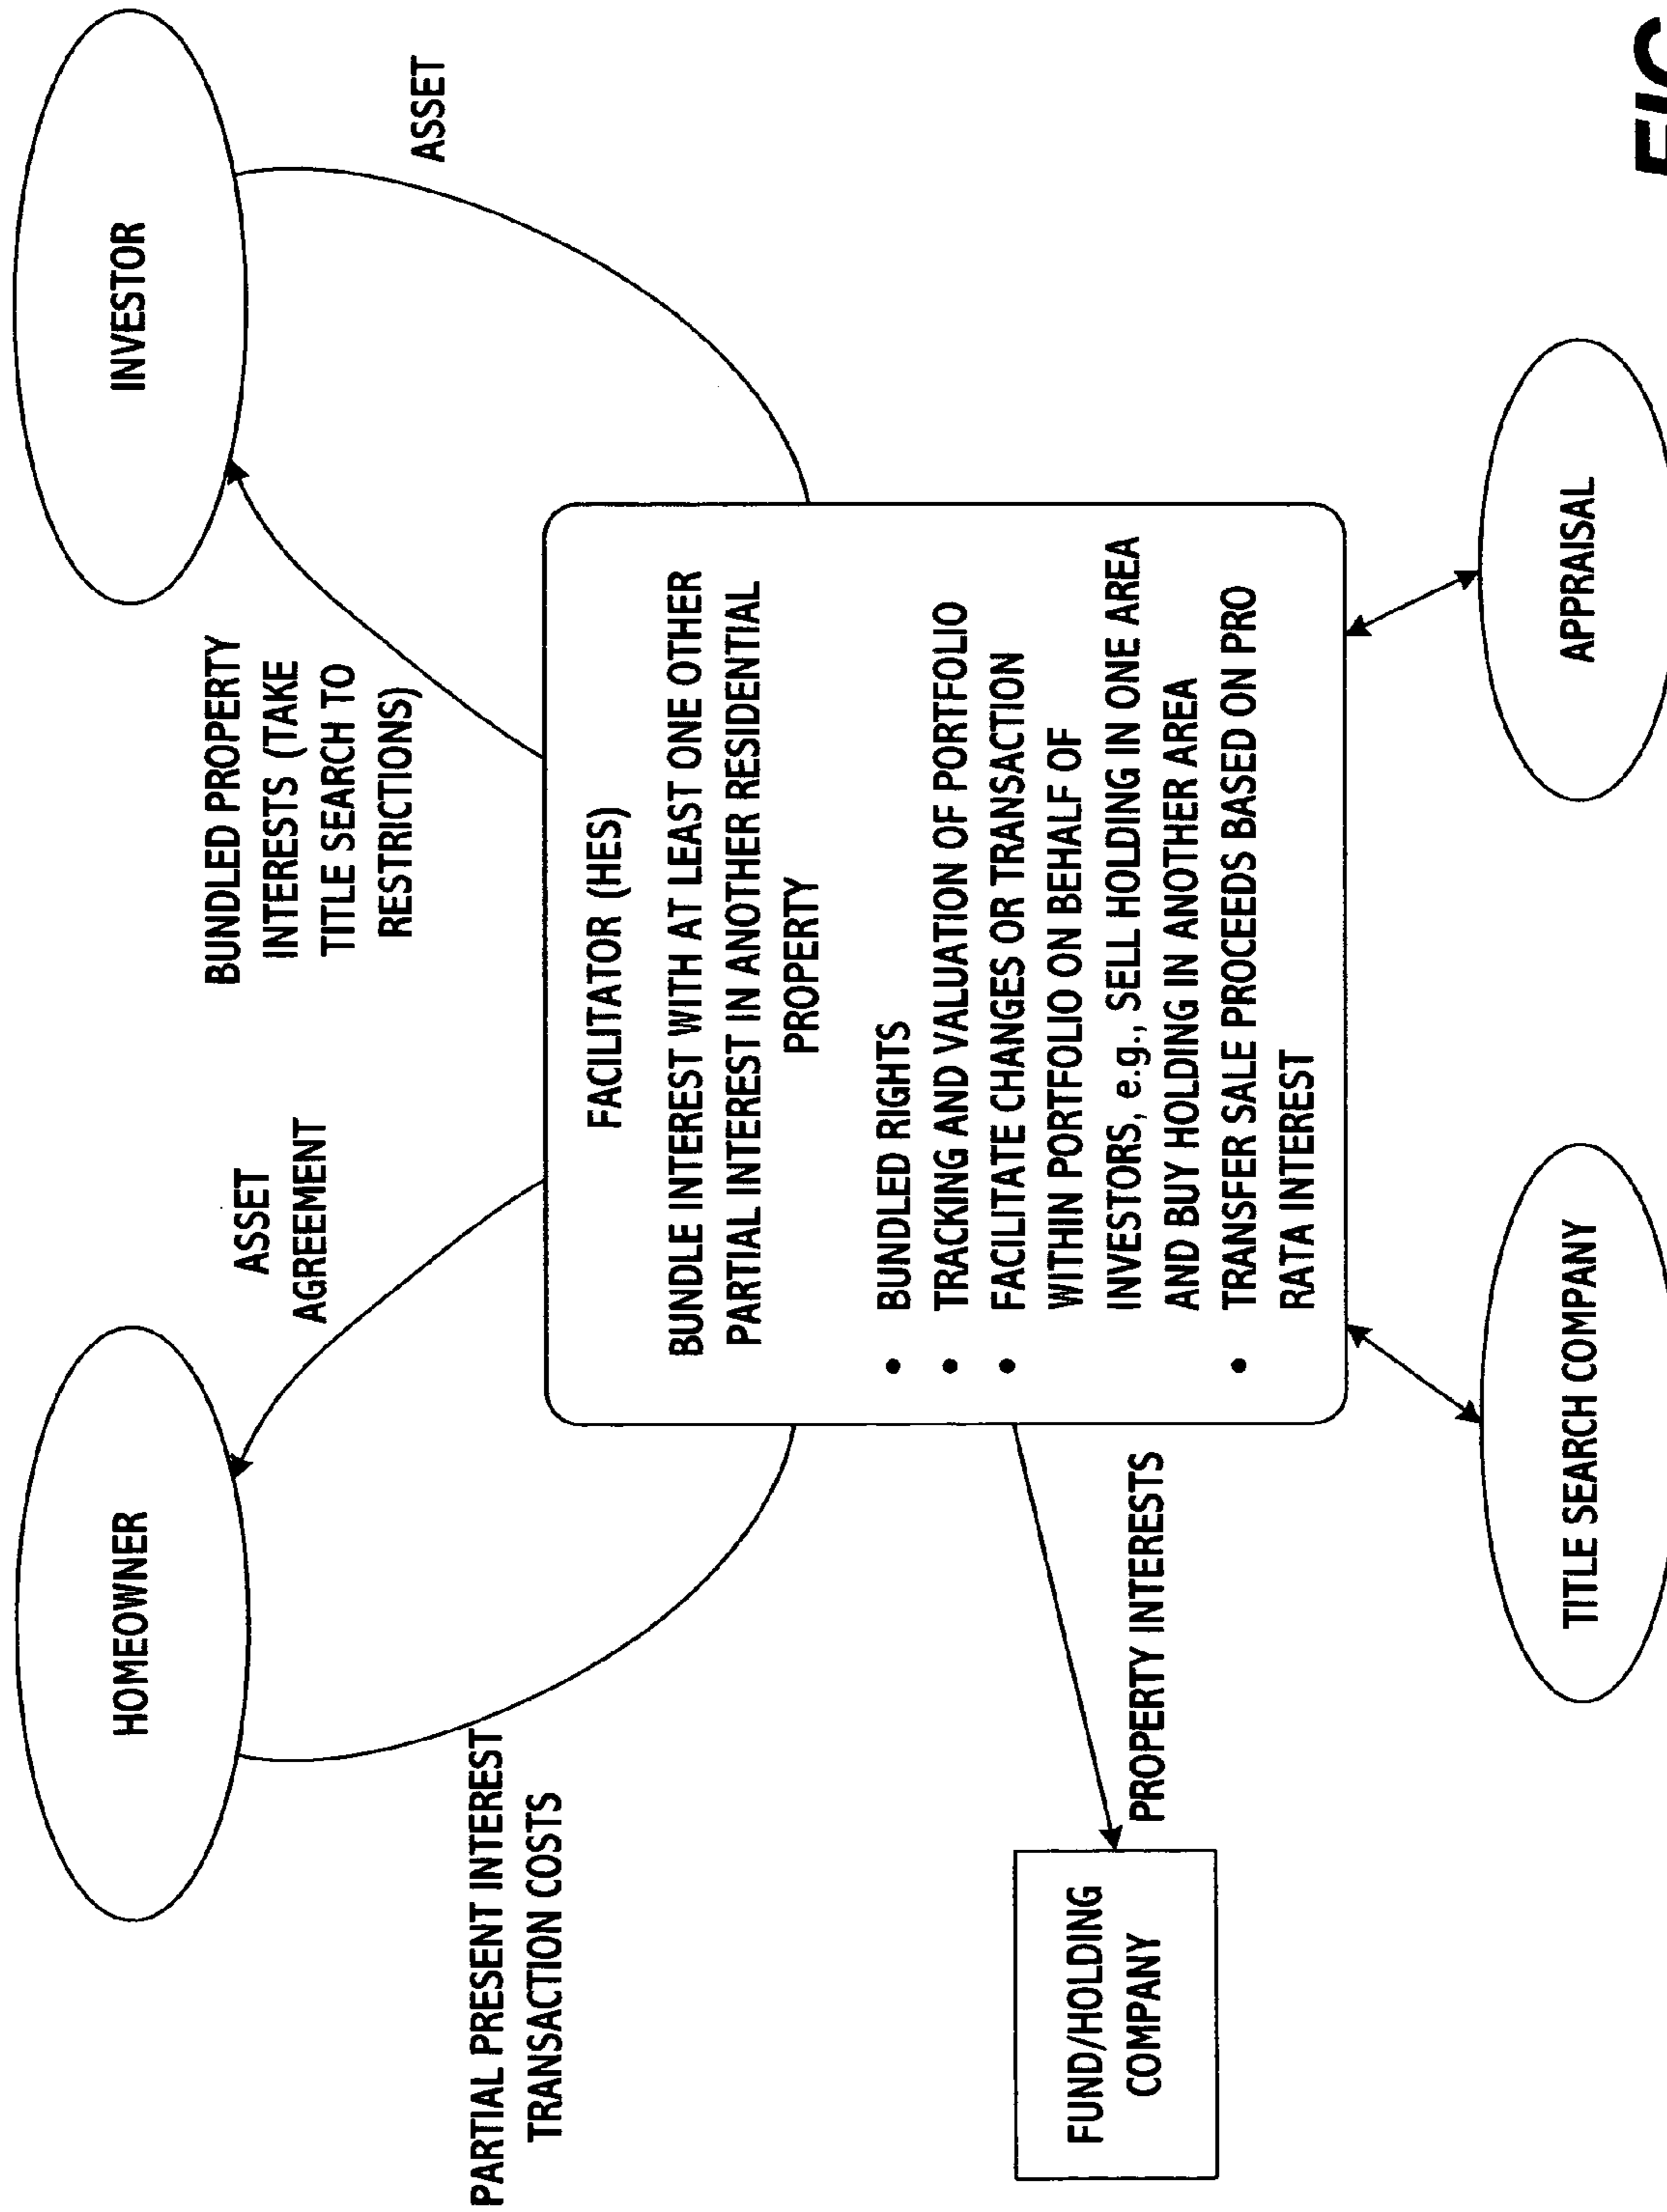 HOMEOWNER
INVESTOR
ASSET
AGREEMENT
BUNDLED PROPERTY
INTERESTS (TAKE
TITLE SEARCH TO
RESTRICTIONS)
ASSET
PARTIAL PRESENT INTEREST
TRANSACTION COSTS
FACILITATOR (HES)
BUNDLE INTEREST WITH AT LEAST ONE OTHER
PARTIAL INTEREST IN ANOTHER RESIDENTIAL
PROPERTY
• BUNDLED RIGHTS
• TRACKING AND VALUATION OF PORTFOLIO
• FACILITATE CHANGES OR TRANSACTION
WITHIN PORTFOLIO ON BEHALF OF
INVESTORS, e.g., SELL HOLDING IN ONE AREA
AND BUY HOLDING IN ANOTHER AREA
• TRANSFER SALE PROCEEDS BASED ON PRO
RATA INTEREST
FUND/HOLDING
COMPANY
PROPERTY INTERESTS
TITLE SEARCH COMPANY
APPRAISAL